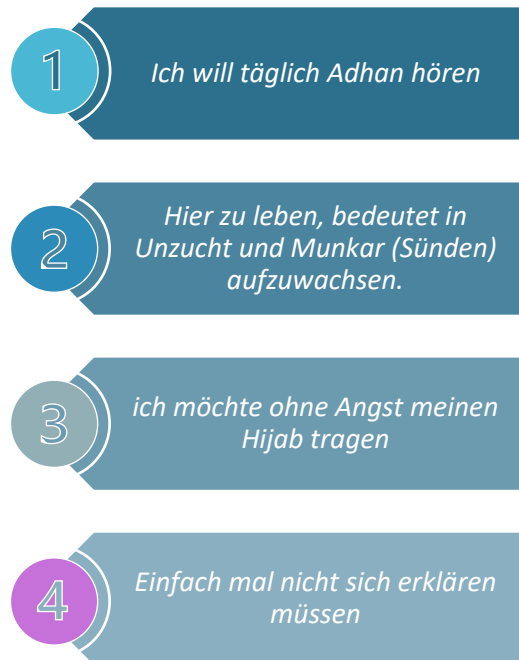 1
Ich will täglich Adhan hören
2
Hier zu leben, bedeutet in
Unzucht und Munkar (Sünden)
aufzuwachsen.
3
ich möchte ohne Angst meinen
Hijab tragen
4
Einfach mal nicht sich erklären
müssen